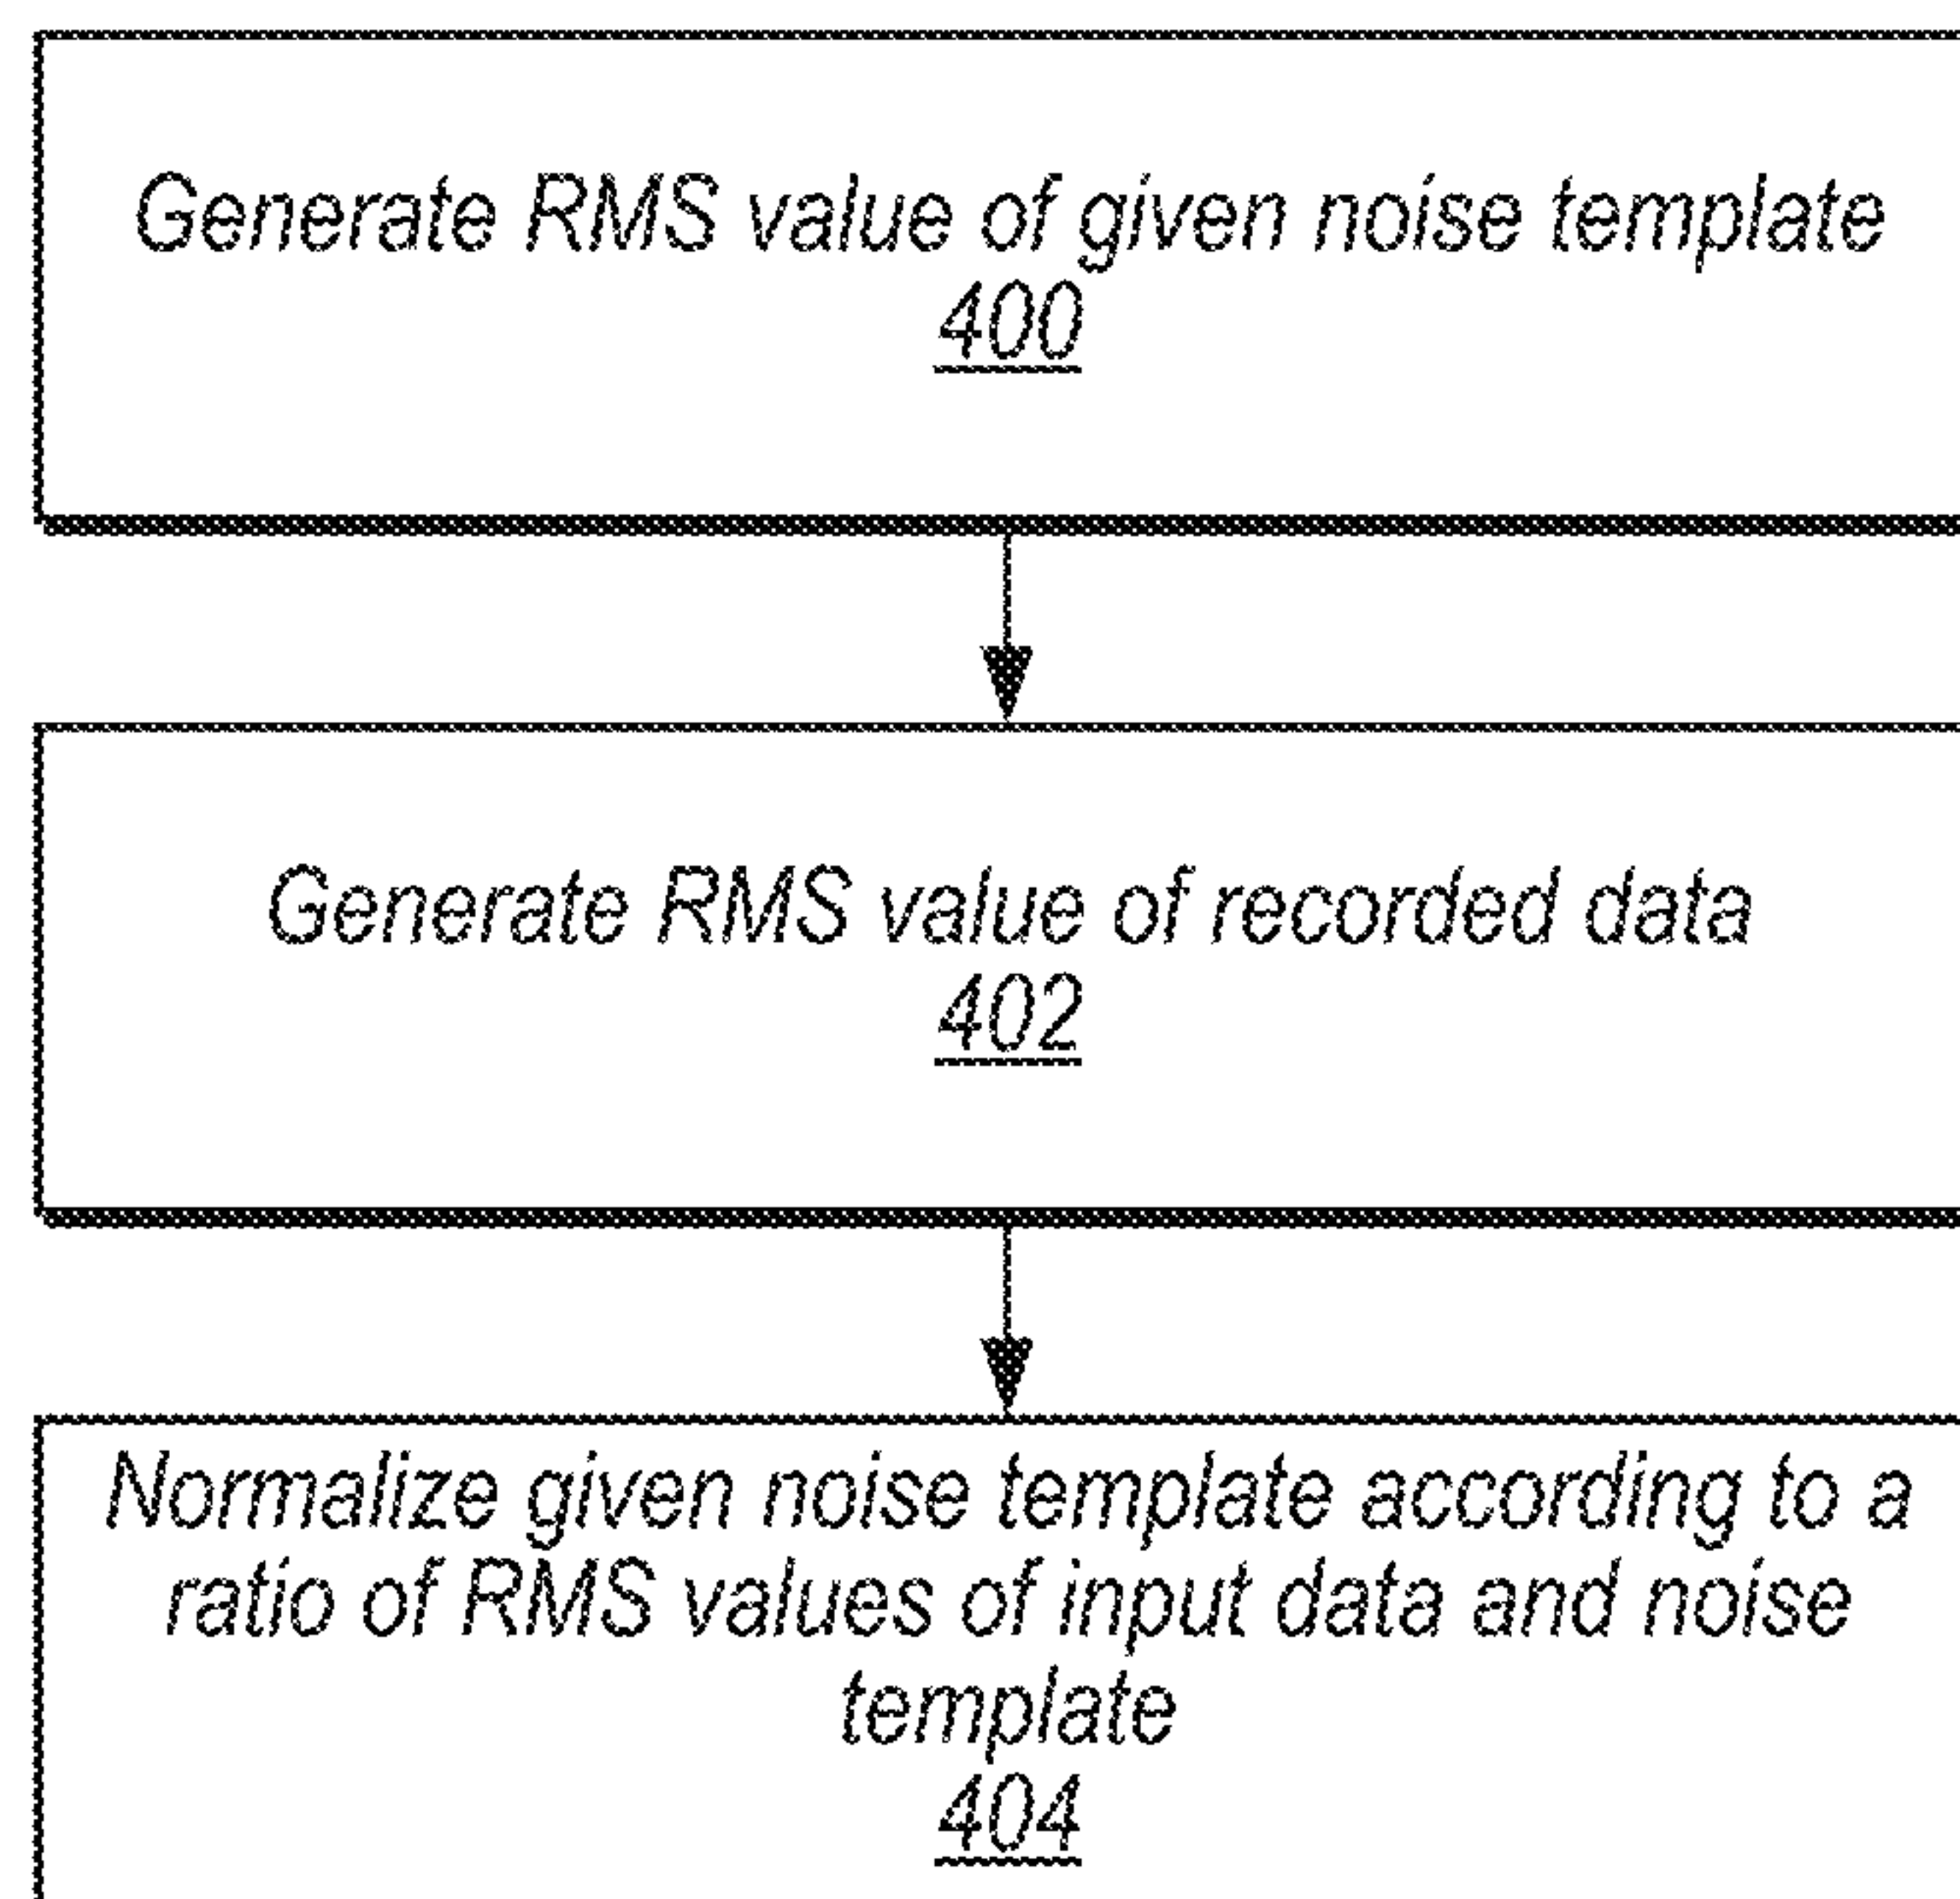 Generate RMS value of given noise template
400
Generate RMS value of recorded data
402
Normalize given noise template according to a
ratio of RMS values of input data and noise
template
404